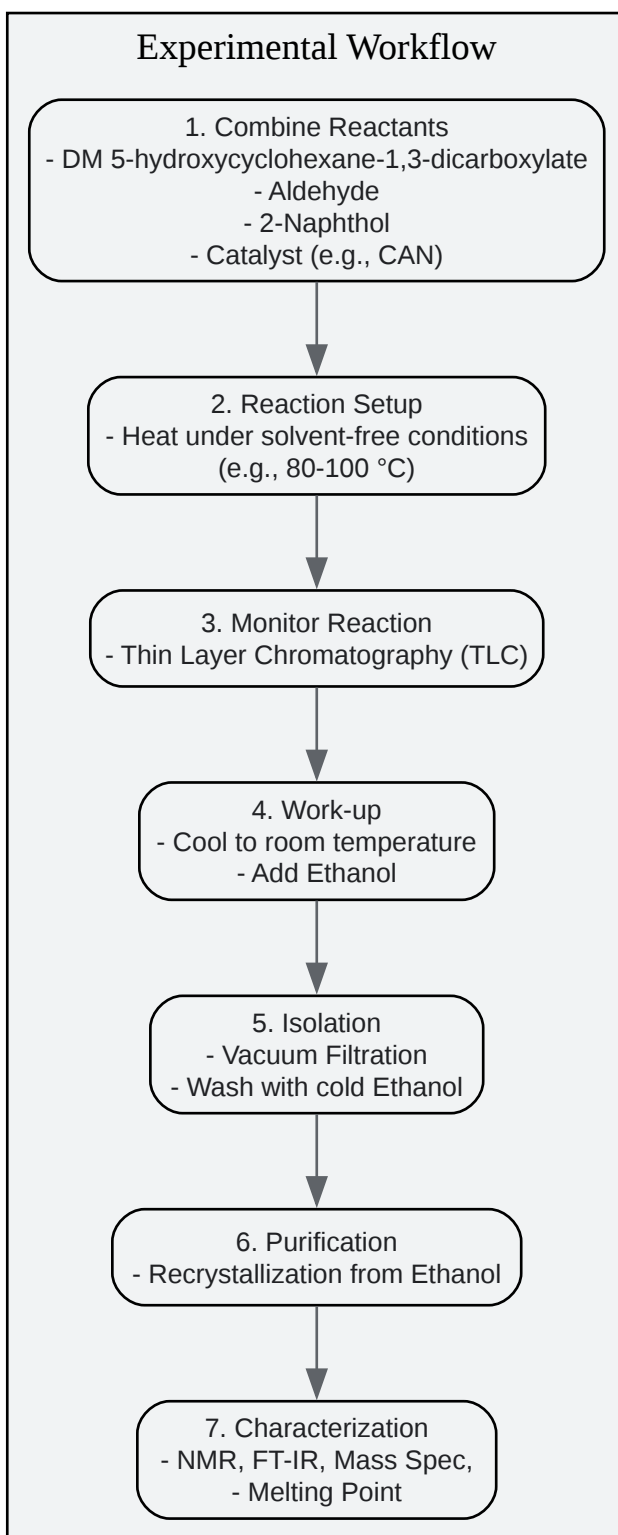 Experimental Workflow
1. Combine Reactants
- DM 5-hydroxycyclohexane-1,3-dicarboxylate
- Aldehyde
- 2-Naphthol
- Catalyst (e.g., CAN)
2. Reaction Setup
- Heat under solvent-free conditions
(e.g., 80-100 °C)
3. Monitor Reaction
- Thin Layer Chromatography (TLC)
4. Work-up
- Cool to room temperature
- Add Ethanol
5. Isolation
- Vacuum Filtration
- Wash with cold Ethanol
6. Purification
- Recrystallization from Ethanol
7. Characterization
- NMR, FT-IR, Mass Spec,
- Melting Point